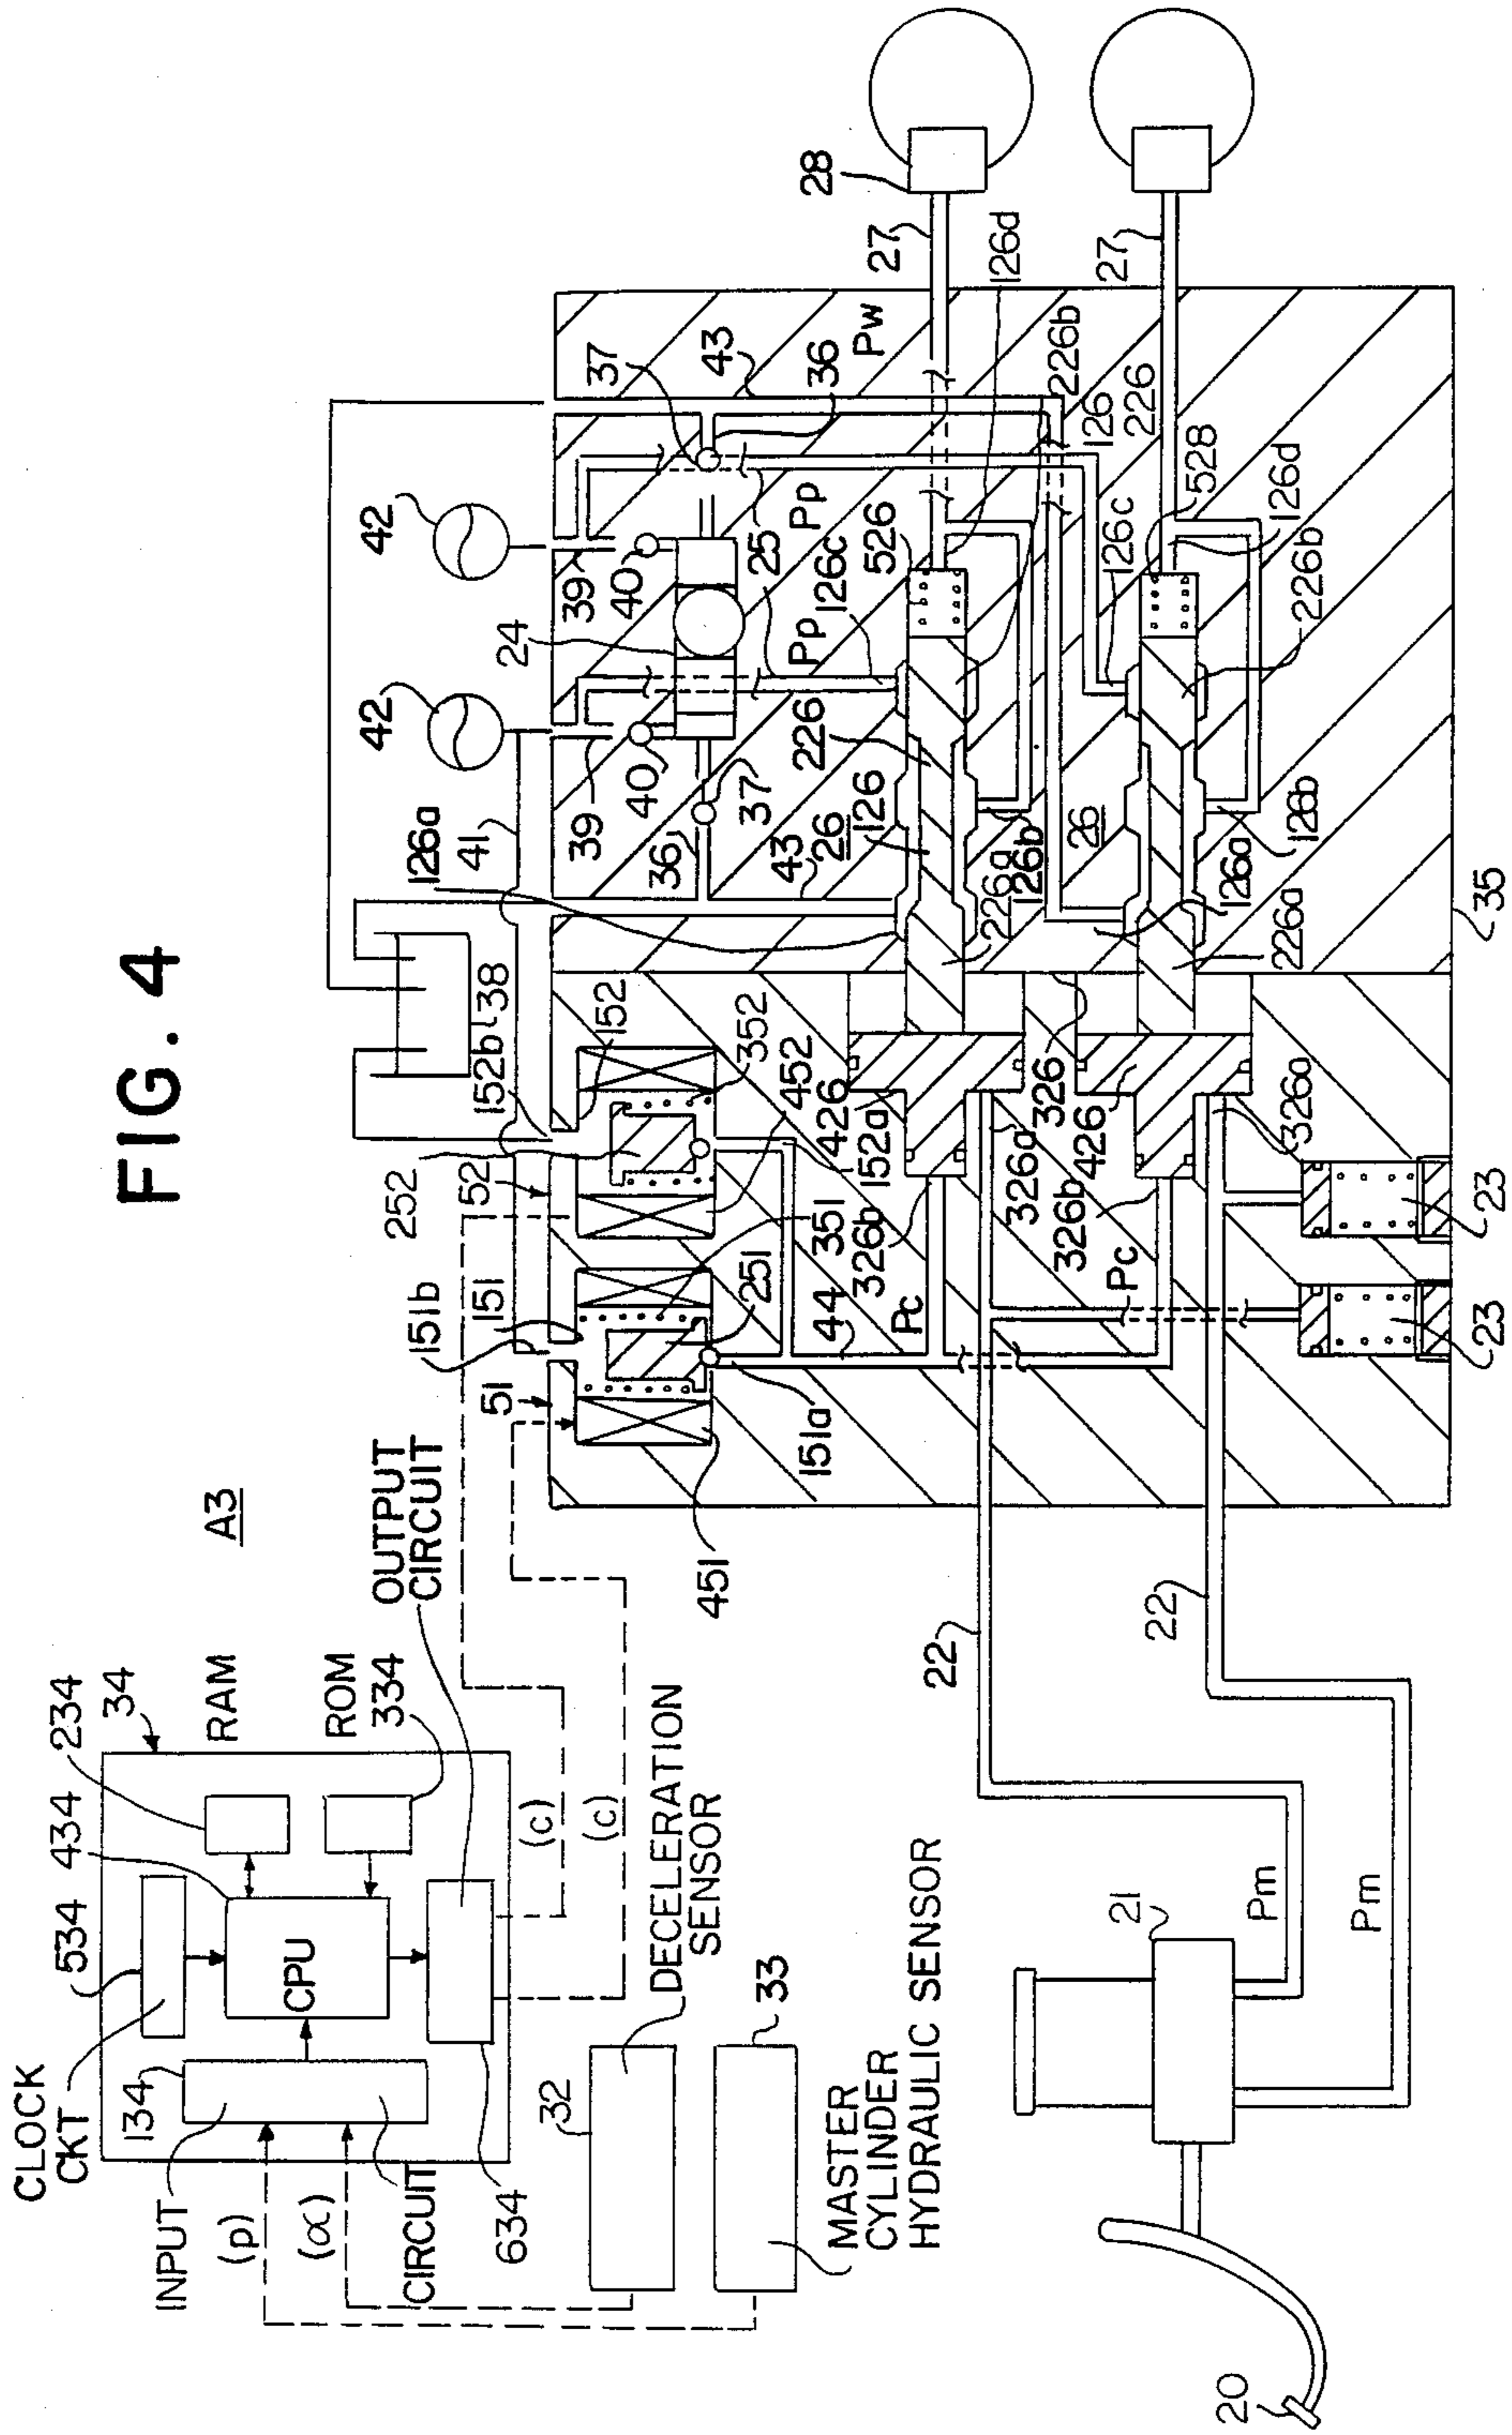 FIG. 4
A3
CLOCK
CKT
534
434
234
34
RAM
ROM
334
OUTPUT
CIRCUIT
134
CPU
INPUT
CIRCUIT
(p)
(α)
634
(c)
(c)
32
DECELERATION
SENSOR
33
MASTER
CYLINDER
HYDRAULIC SENSOR
20
21
Pm
Pm
22
22
451
51
151b
151
151a
251
351
44
252
52
152b
152
352
452
152a
38
41
126a
42
42
39
39
40
40
24
37
37
36
36
43
43
25
Pp
Pp
Pw
126c
526
126d
226b
126
226
126
226
26
226a
126b
426
326a
326
326b
Pc
Pc
326b
426
326a
23
23
26
126a
226a
126b
226b
126c
528
126d
27
27
28
35